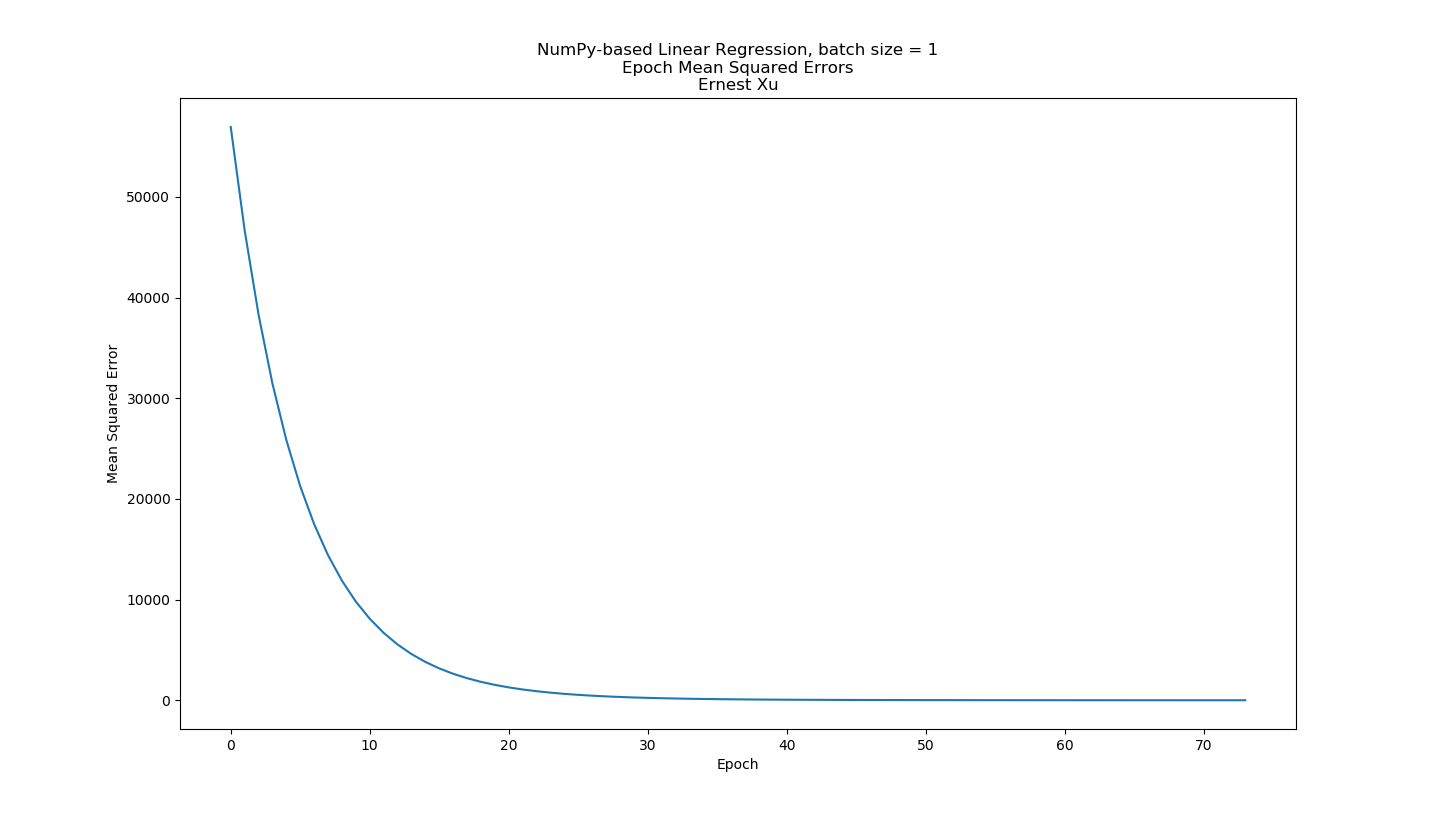 NumPy-based Linear Regression, batch size = 1
Epoch Mean Squared Errors
Ernest Xu
50000
40000
30000
20000
10000
0
Mean Squared Error
0 10 20 30 40 50 60 70
Epoch